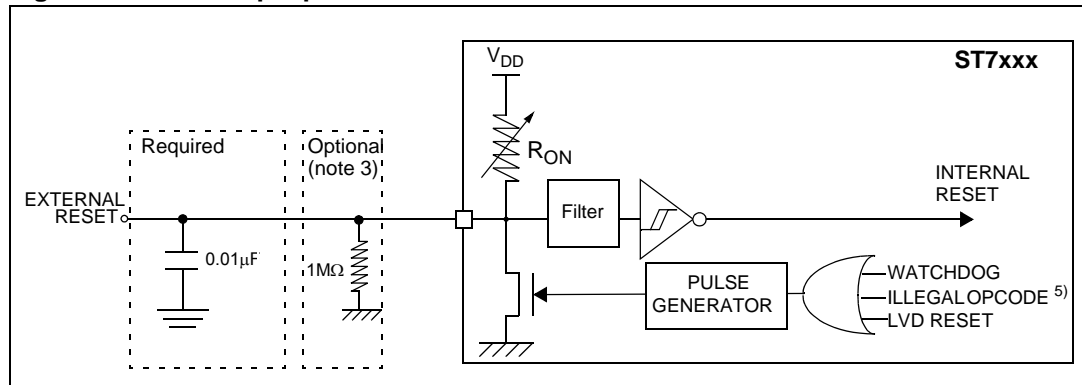 ST7xxx
VDD
Required
Optional
(note 3)
RON
EXTERNAL
RESET
INTERNAL
RESET
Filter
0.01µF
1MΩ
PULSE
GENERATOR
WATCHDOG
ILLEGAL OPCODE 5)
LVD RESET